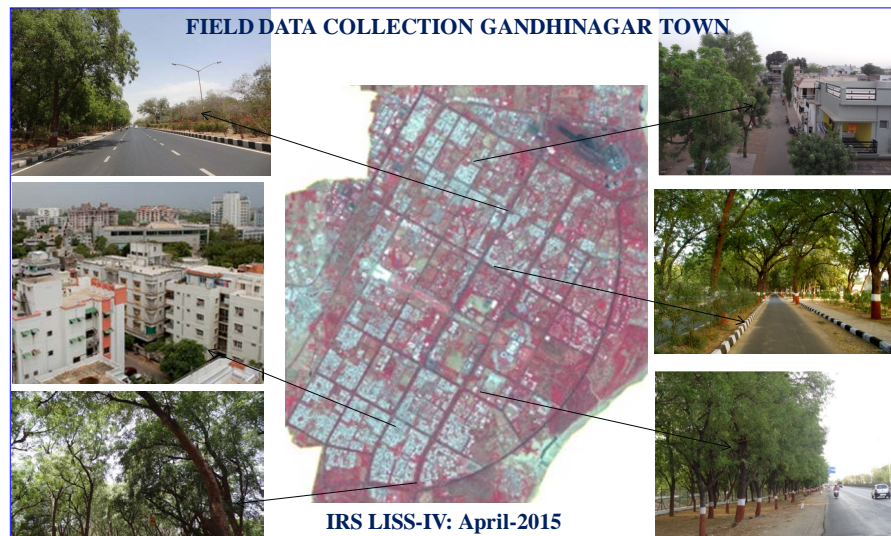 FIELD DATA COLLECTION GANDHINAGAR TOWN
IRS LISS-IV: April-2015